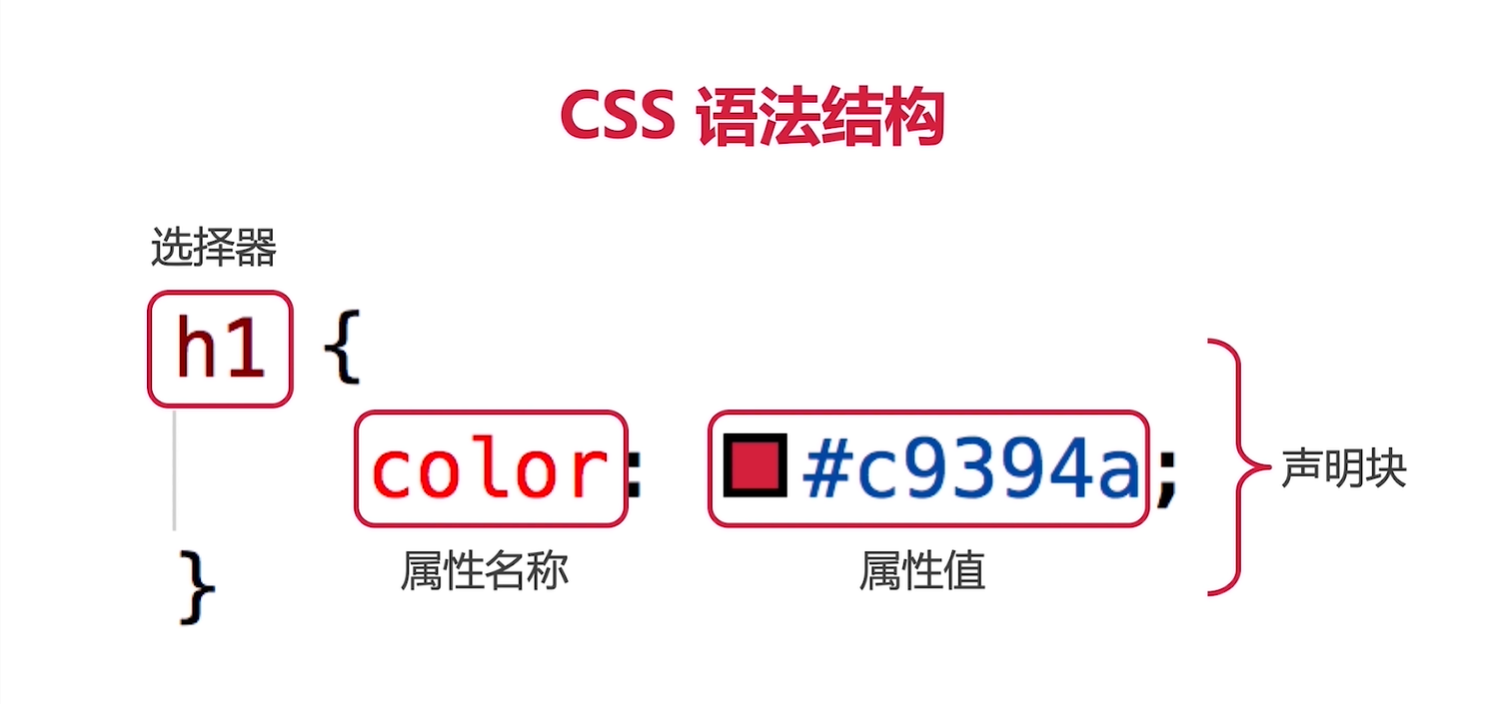 CSS 语法结构
选择器
h1 {
color: #c9394a;
声明块
属性名称 属性值
}